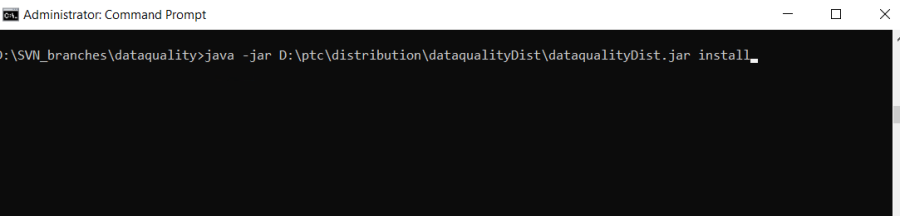 Administrator: Command Prompt
D:\SVN_branches\dataquality>java -jar D:\ptc\distribution\dataqualityDist\dataqualityDist.jar install